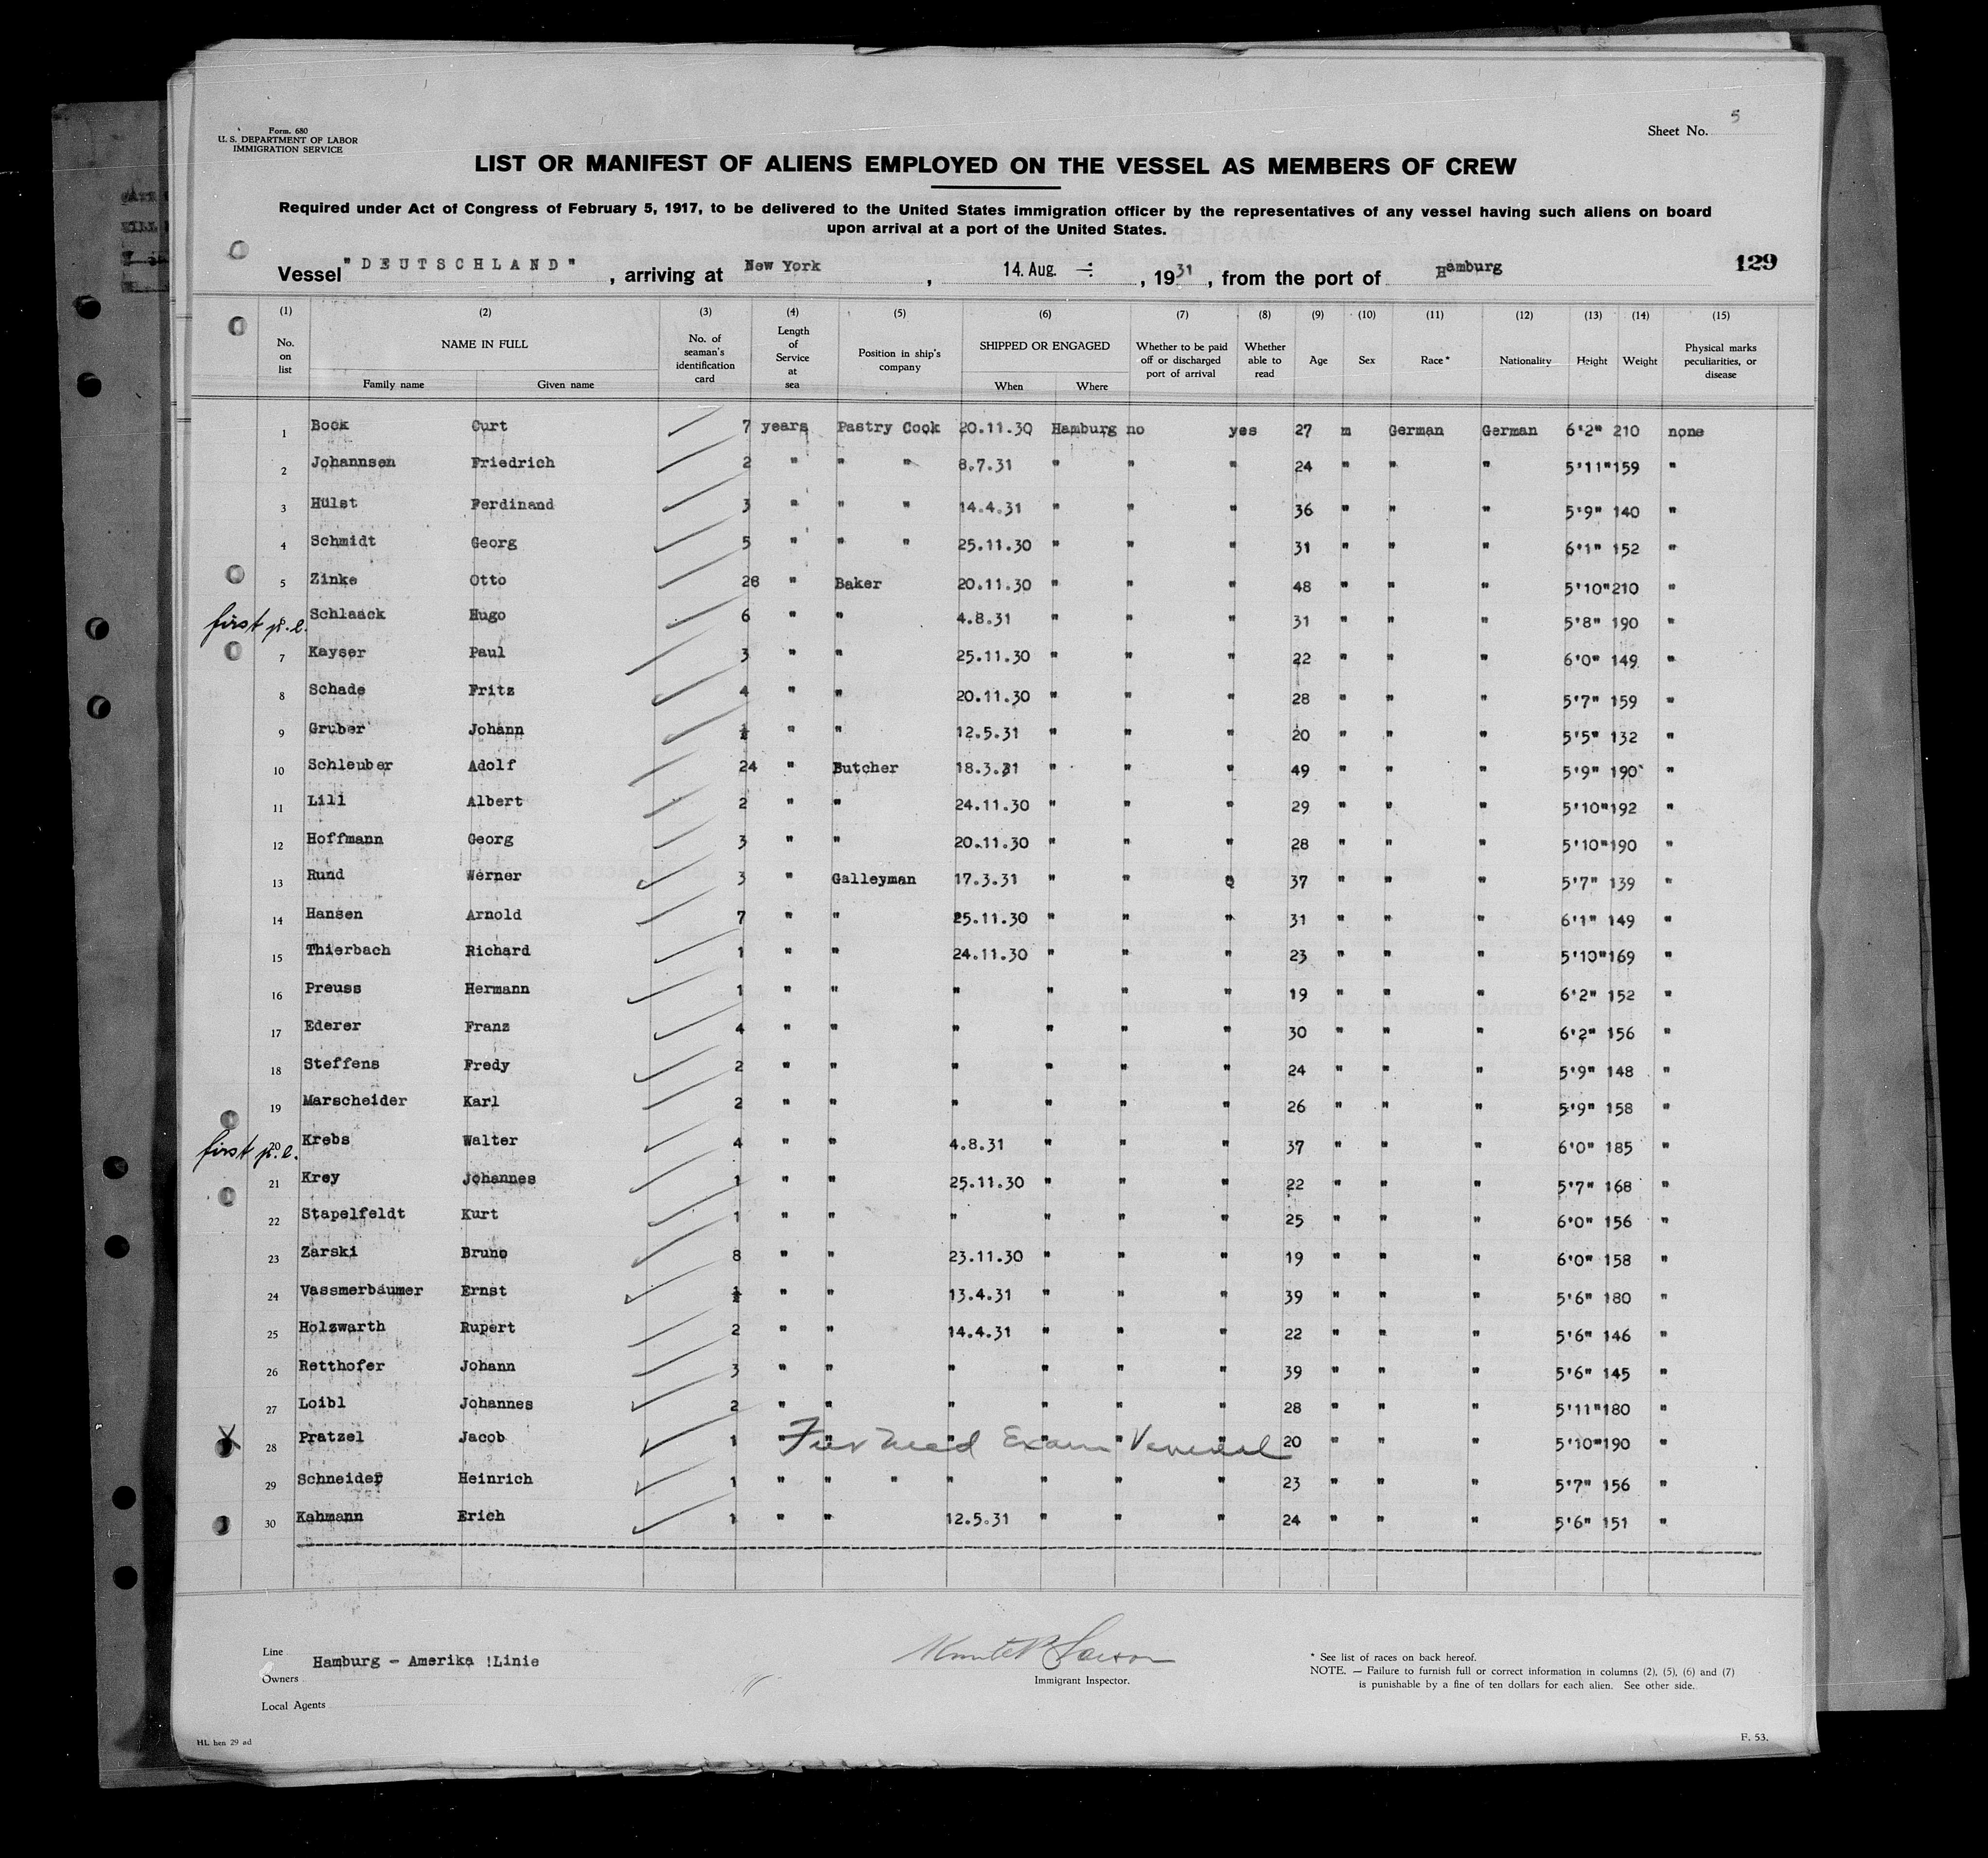 Form. 680
U. S. DEPARTMENT OF LABOR
IMMIGRATION SERVICE
Sheet No. 5
LIST OR MANIFEST OF ALIENS EMPLOYED ON THE VESSEL AS MEMBERS OF CREW
Required under Act of Congress of February 5, 1917, to be delivered to the United States immigration officer by the representatives of any vessel having such aliens on board
upon arrival at a port of the United States.
Vessel "DEUTSCHLAND", arriving at New York, 14. Aug. 1931, from the port of Hamburg
129
(1) (2) (3) (4) (5) (6) (7) (8) (9) (10) (11) (12) (13) (14) (15)
No. on list NAME IN FULL Family name Given name No. of seaman's identification card Length of Service at sea Position in ship's company SHIPPED OR ENGAGED When Where Whether to be paid off or discharged port of arrival Whether able to read Age Sex Race* Nationality Height Weight Physical marks peculiarities, or disease
1 Bock Curt 7 years Pastry Cook 20.11.30 Hamburg no yes 27 m German German 6'2" 210 none
2 Johannsen Friedrich 2 " " " 8.7.31 " " " 24 " " " 5'11" 159 "
3 Hülst Ferdinand 3 " " " 14.4.31 " " " 36 " " " 5'9" 140 "
4 Schmidt Georg 5 " " " 25.11.30 " " " 31 " " " 6'1" 152 "
5 Zinke Otto 28 " Baker 20.11.30 " " " 48 " " " 5'10" 210 "
first p.l. Schlaack Hugo 6 " " 4.8.31 " " " 31 " " " 5'8" 190 "
7 Kayser Paul 3 " " 25.11.30 " " " 22 " " " 6'0" 149 "
8 Schade Fritz 4 " " 20.11.30 " " " 28 " " " 5'7" 159 "
9 Gruber Johann ½ " " 12.5.31 " " " 20 " " " 5'5" 132 "
10 Schleuber Adolf 24 " Butcher 18.3.31 " " " 49 " " " 5'9" 190 "
11 Lill Albert 2 " " 24.11.30 " " " 29 " " " 5'10" 192 "
12 Hoffmann Georg 3 " " 20.11.30 " " " 28 " " " 5'10" 190 "
13 Rund Werner 3 " Galleyman 17.3.31 " " " 37 " " " 5'7" 139 "
14 Hansen Arnold 7 " " 25.11.30 " " " 31 " " " 6'1" 149 "
15 Thierbach Richard 1 " " 24.11.30 " " " 23 " " " 5'10" 169 "
16 Preuss Hermann 1 " " " " " " 19 " " " 6'2" 152 "
17 Ederer Franz 4 " " " " " " 30 " " " 6'2" 156 "
18 Steffens Fredy 2 " " " " " " 24 " " " 5'9" 148 "
19 Marscheider Karl 2 " " " " " " 26 " " " 5'9" 158 "
first p.l. 20 Krebs Walter 4 " " 4.8.31 " " " 37 " " " 6'0" 185 "
21 Krey Johannes 1 " " 25.11.30 " " " 22 " " " 5'7" 168 "
22 Stapelfeldt Kurt 1 " " " " " " 25 " " " 6'0" 156 "
23 Zarski Bruno 8 " " 23.11.30 " " " 19 " " " 6'0" 158 "
24 Vassmerbäumer Ernst ½ " " 13.4.31 " " " 39 " " " 5'6" 180 "
25 Holzwarth Rupert 2 " " 14.4.31 " " " 22 " " " 5'6" 146 "
26 Retthofer Johann 3 " " " " " " 39 " " " 5'6" 145 "
27 Loibl Johannes 2 " " " " " " 28 " " " 5'11" 180 "
X 28 Pratzel Jacob 1 " " " " " " Med Exam Venereal 20 " " " 5'10" 190 "
29 Schneider Heinrich 1 " " " " " " " 23 " " " 5'7" 156 "
30 Kahmann Erich 1 " " 12.5.31 " " " 24 " " " 5'6" 151 "
Line
Hamburg - Amerika !Linie
Owners
Local Agents
Immigrant Inspector.
* See list of races on back hereof.
NOTE. — Failure to furnish full or correct information in columns (2), (5), (6) and (7)
is punishable by a fine of ten dollars for each alien. See other side.
HL hen 29 ad
F. 53.